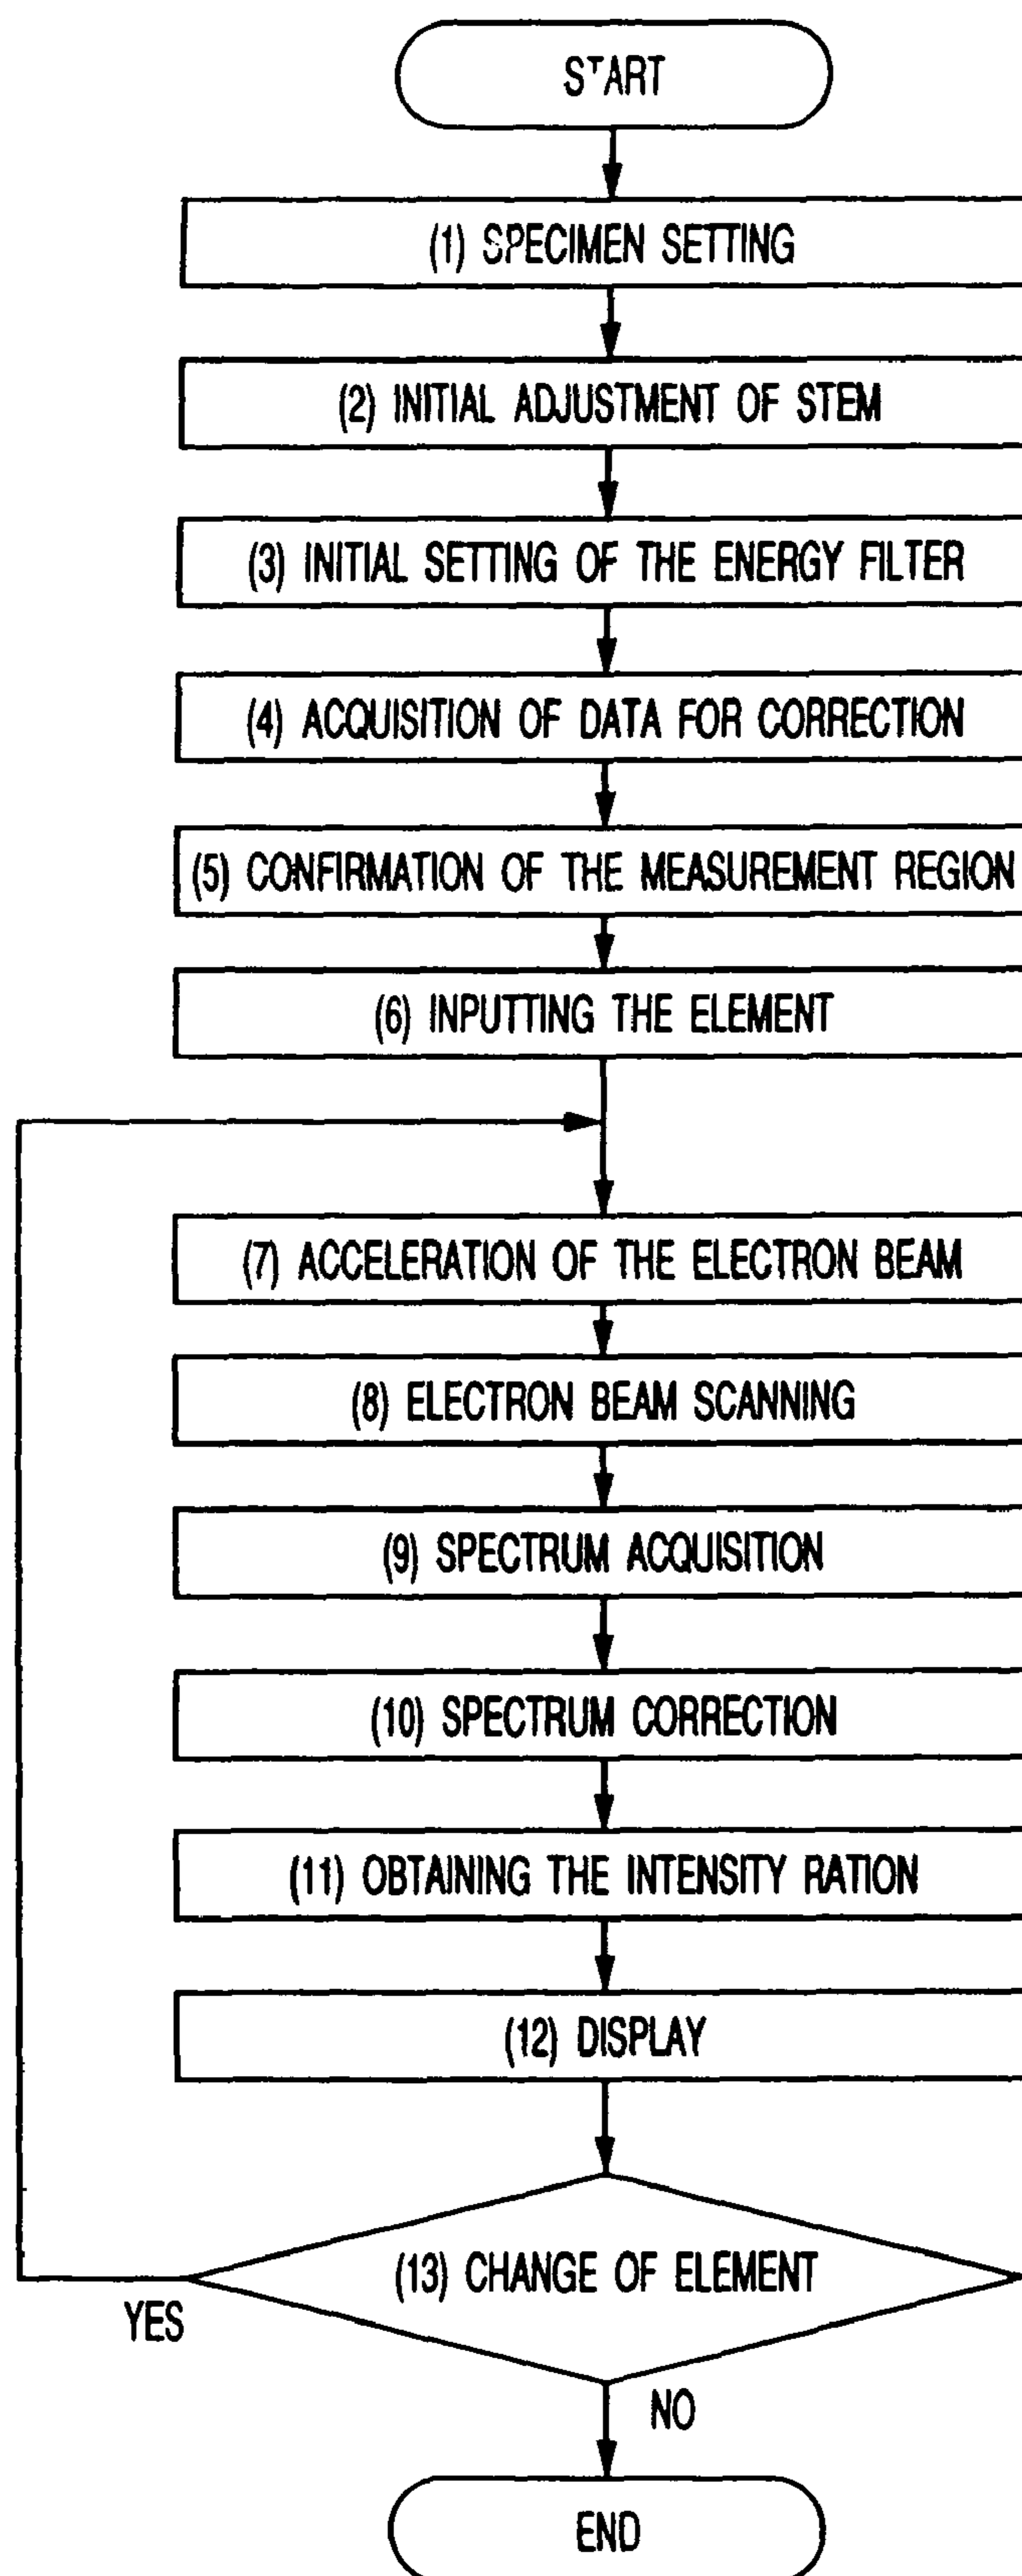 START
(1) SPECIMEN SETTING
(2) INITIAL ADJUSTMENT OF STEM
(3) INITIAL SETTING OF THE ENERGY FILTER
(4) ACQUISITION OF DATA FOR CORRECTION
(5) CONFIRMATION OF THE MEASUREMENT REGION
(6) INPUTTING THE ELEMENT
(7) ACCELERATION OF THE ELECTRON BEAM
(8) ELECTRON BEAM SCANNING
(9) SPECTRUM ACQUISITION
(10) SPECTRUM CORRECTION
(11) OBTAINING THE INTENSITY RATION
(12) DISPLAY
(13) CHANGE OF ELEMENT
YES
NO
END